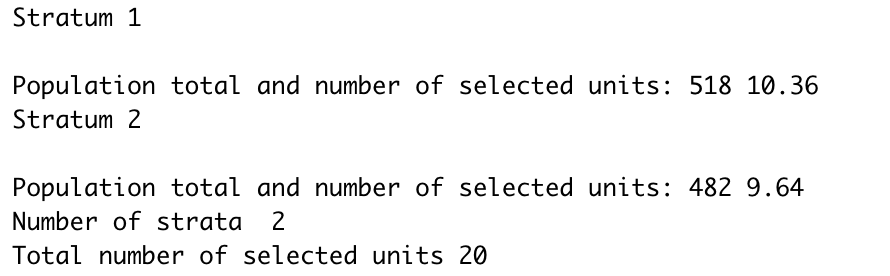 Stratum 1
Population total and number of selected units: 518 10.36
Stratum 2
Population total and number of selected units: 482 9.64
Number of strata  2
Total number of selected units 20